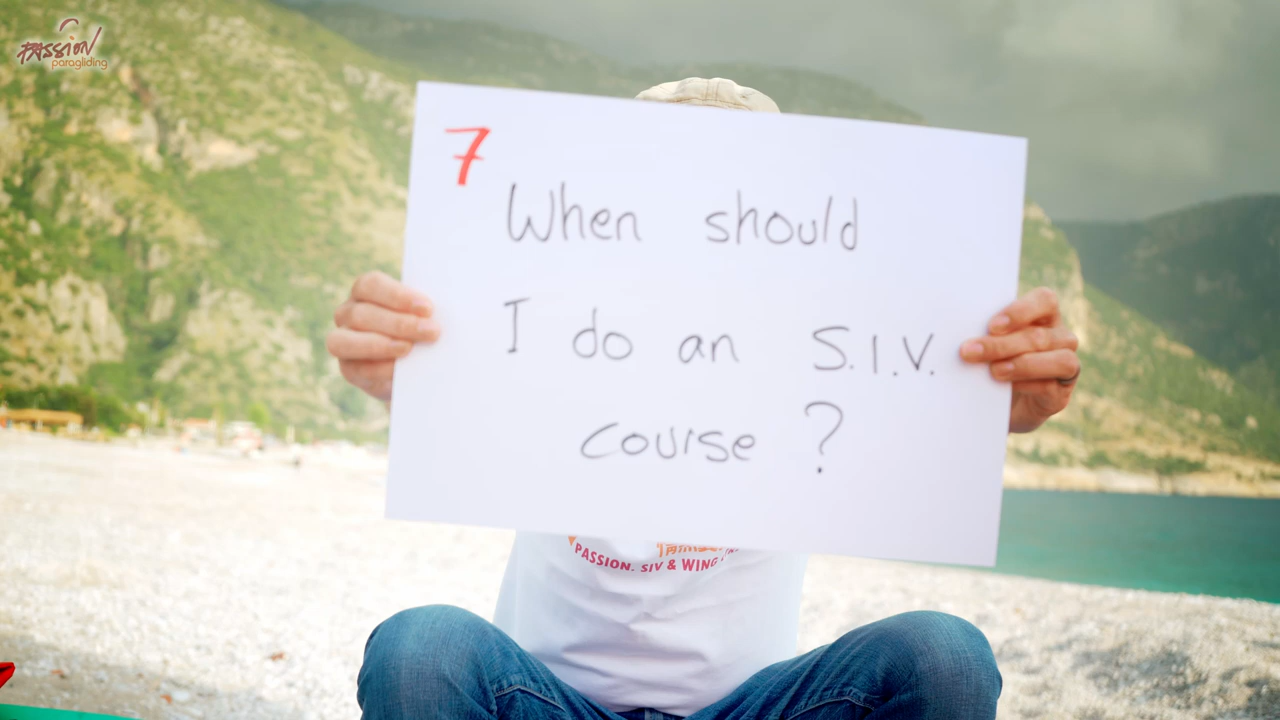 PASSION
paragliding
7
When should
I do an S.I.V.
course ?
PASSION. SIV & WING